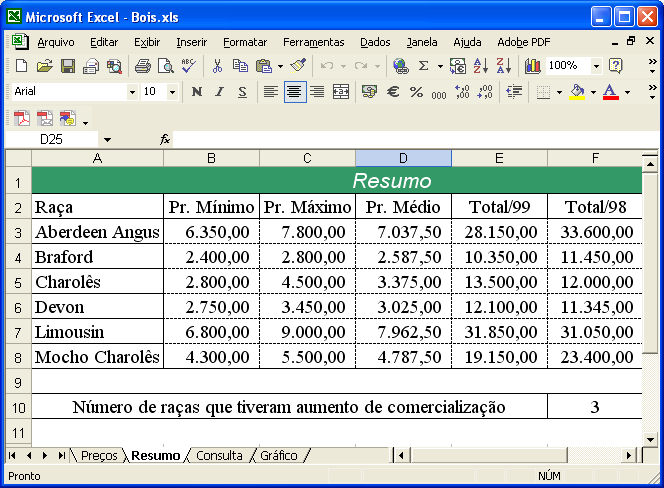 Microsoft Excel - Bois.xls
Arquivo Editar Exibir Inserir Formatar Ferramentas Dados Janela Ajuda Adobe PDF
ABC Σ A Z Z A 100% ?
Arial 10 N I S € % 000 ,00 ,0 ,00 A
D25 fx
A B C D E F
1 Resumo
2 Raça Pr. Mínimo Pr. Máximo Pr. Médio Total/99 Total/98
3 Aberdeen Angus 6.350,00 7.800,00 7.037,50 28.150,00 33.600,00
4 Braford 2.400,00 2.800,00 2.587,50 10.350,00 11.450,00
5 Charolês 2.800,00 4.500,00 3.375,00 13.500,00 12.000,00
6 Devon 2.750,00 3.450,00 3.025,00 12.100,00 11.345,00
7 Limousin 6.800,00 9.000,00 7.962,50 31.850,00 31.050,00
8 Mocho Charolês 4.300,00 5.500,00 4.787,50 19.150,00 23.400,00
9
10 Número de raças que tiveram aumento de comercialização 3
11
Preços Resumo Consulta Gráfico
Pronto NÚM